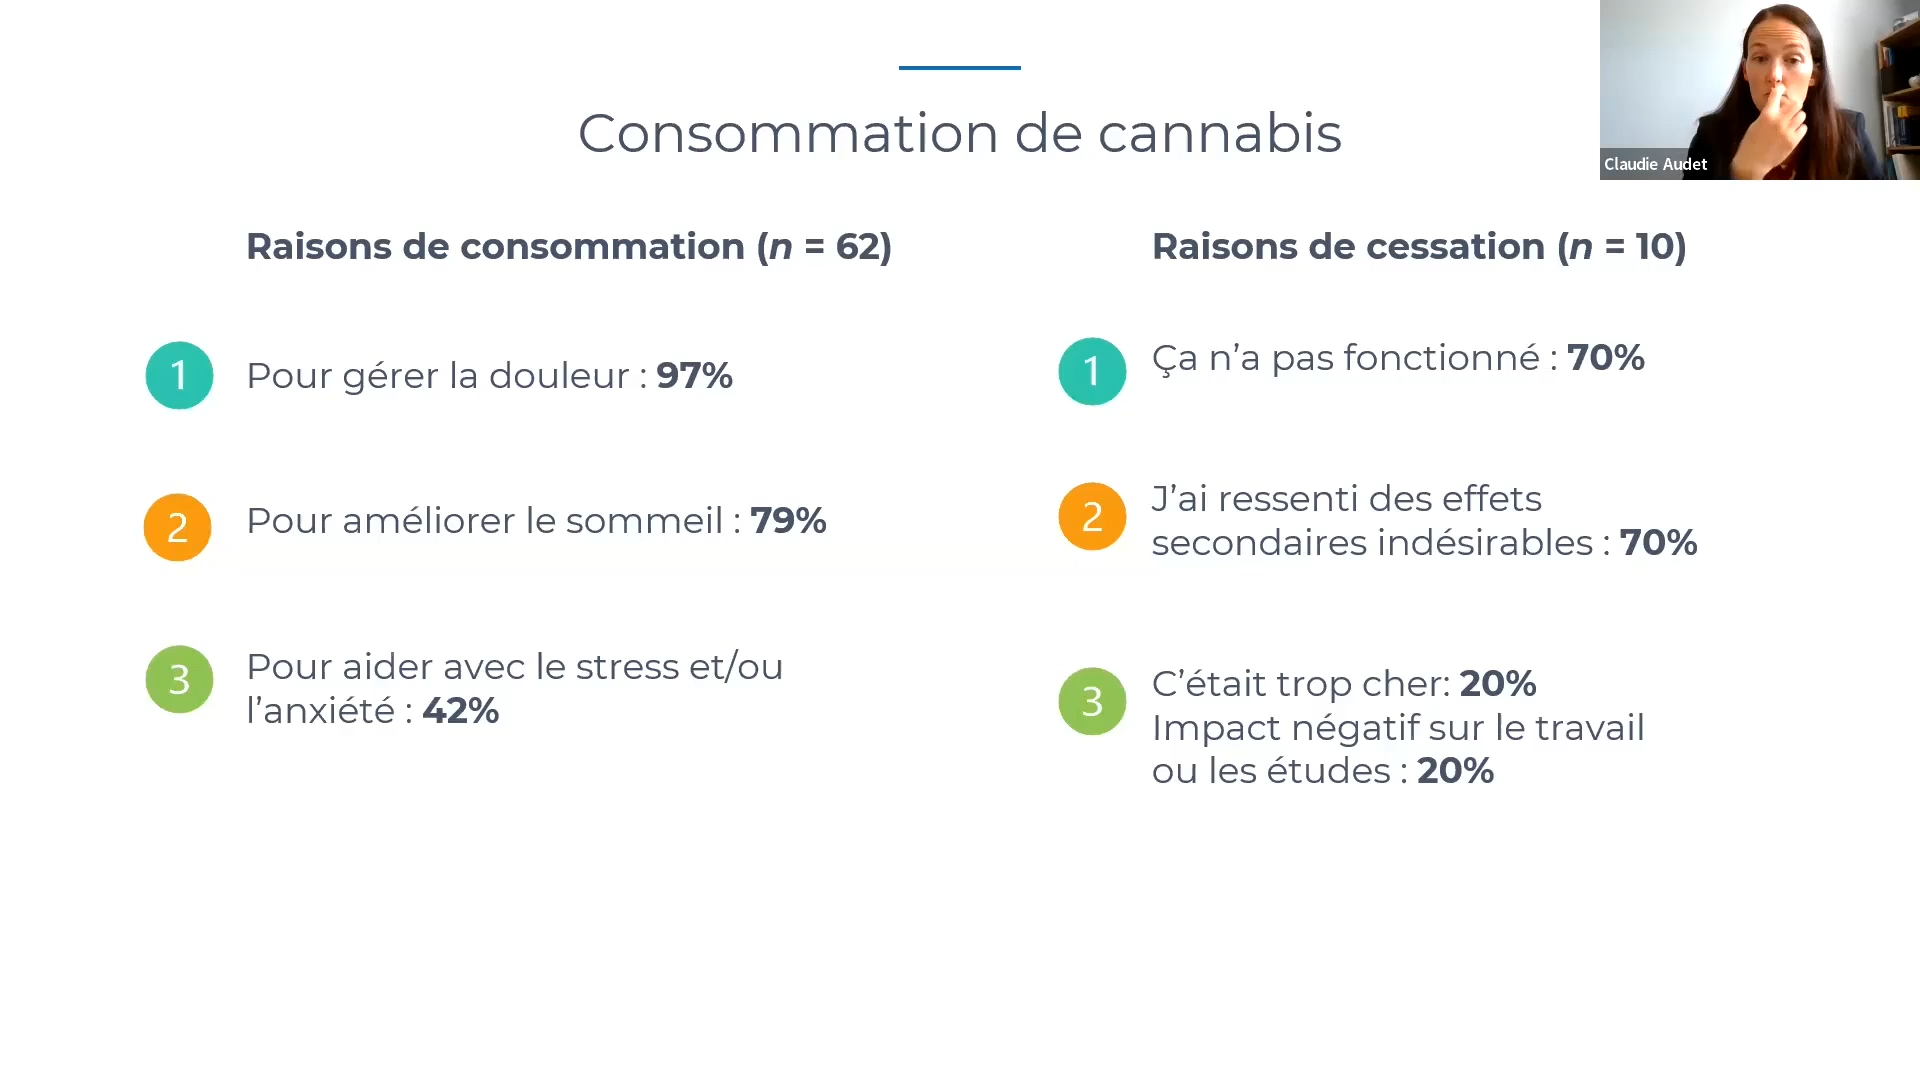 Consommation de cannabis
Claudie Audet
Raisons de consommation (n = 62)
1
Pour gérer la douleur : 97%
2
Pour améliorer le sommeil : 79%
3
Pour aider avec le stress et/ou
l’anxiété : 42%
Raisons de cessation (n = 10)
1
Ça n’a pas fonctionné : 70%
2
J’ai ressenti des effets
secondaires indésirables : 70%
3
C’était trop cher: 20%
Impact négatif sur le travail
ou les études : 20%